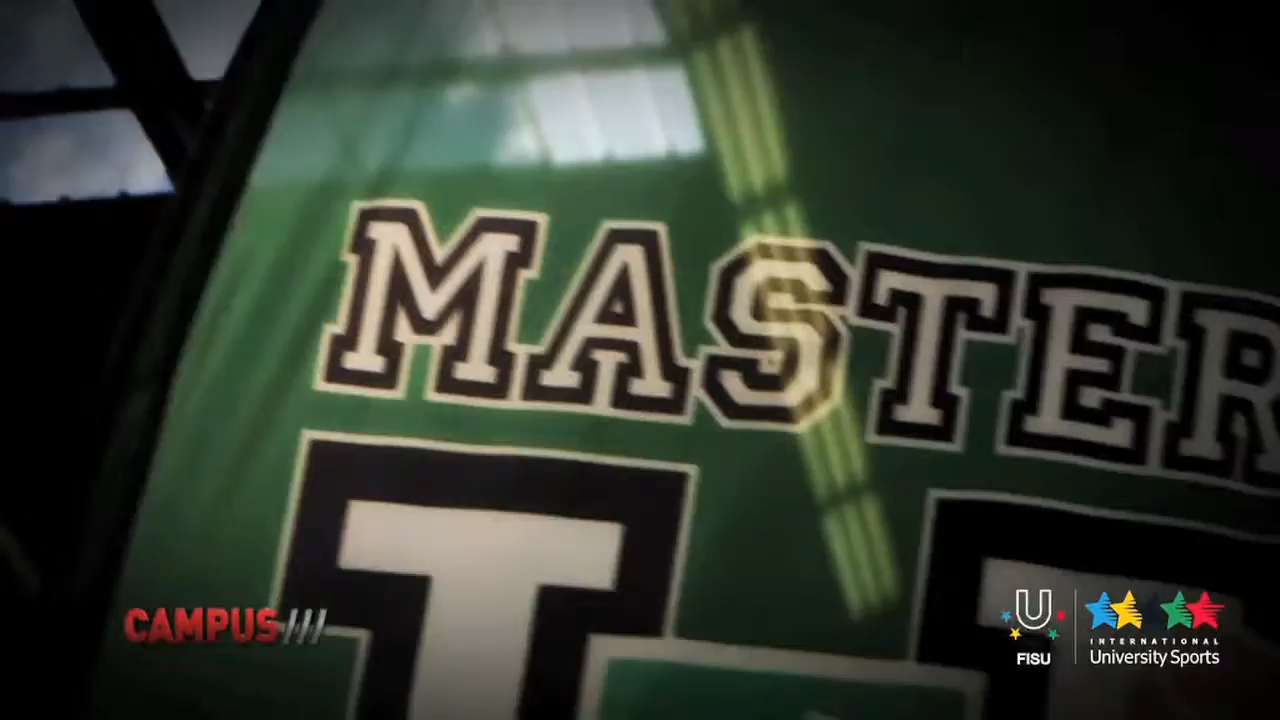 MASTER
CAMPUS///
U
FISU
INTERNATIONAL
University Sports